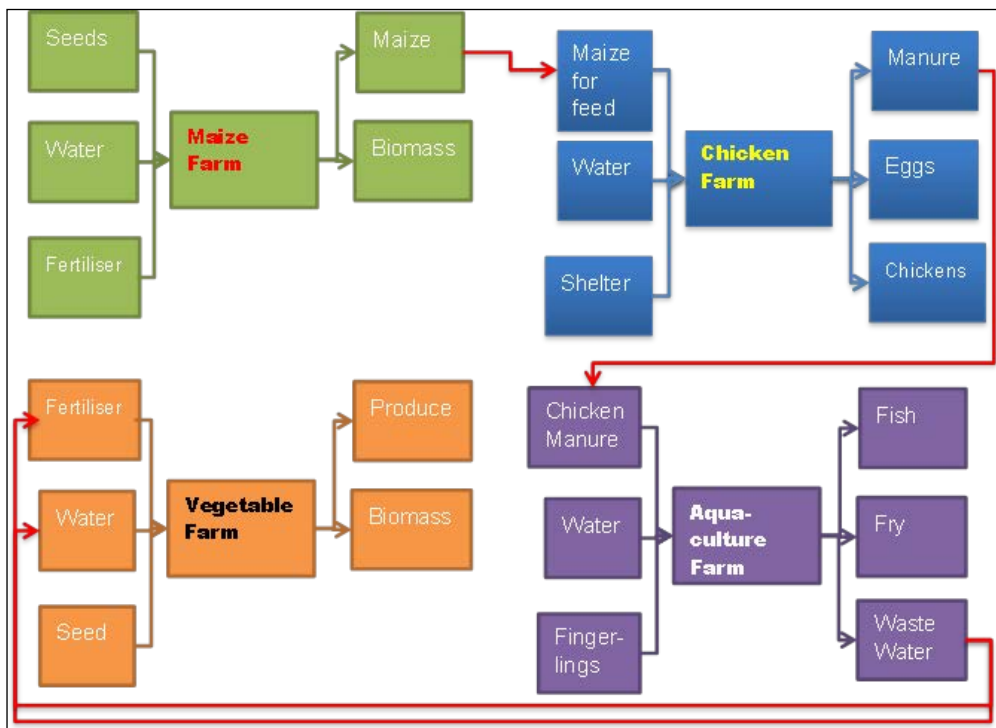 Seeds
Water
Fertiliser
Maize
Farm
Maize
Biomass
Maize
for
feed
Water
Shelter
Chicken
Farm
Manure
Eggs
Chickens
Fertiliser
Water
Seed
Vegetable
Farm
Produce
Biomass
Chicken
Manure
Water
Finger-
lings
Aqua-
culture
Farm
Fish
Fry
Waste
Water